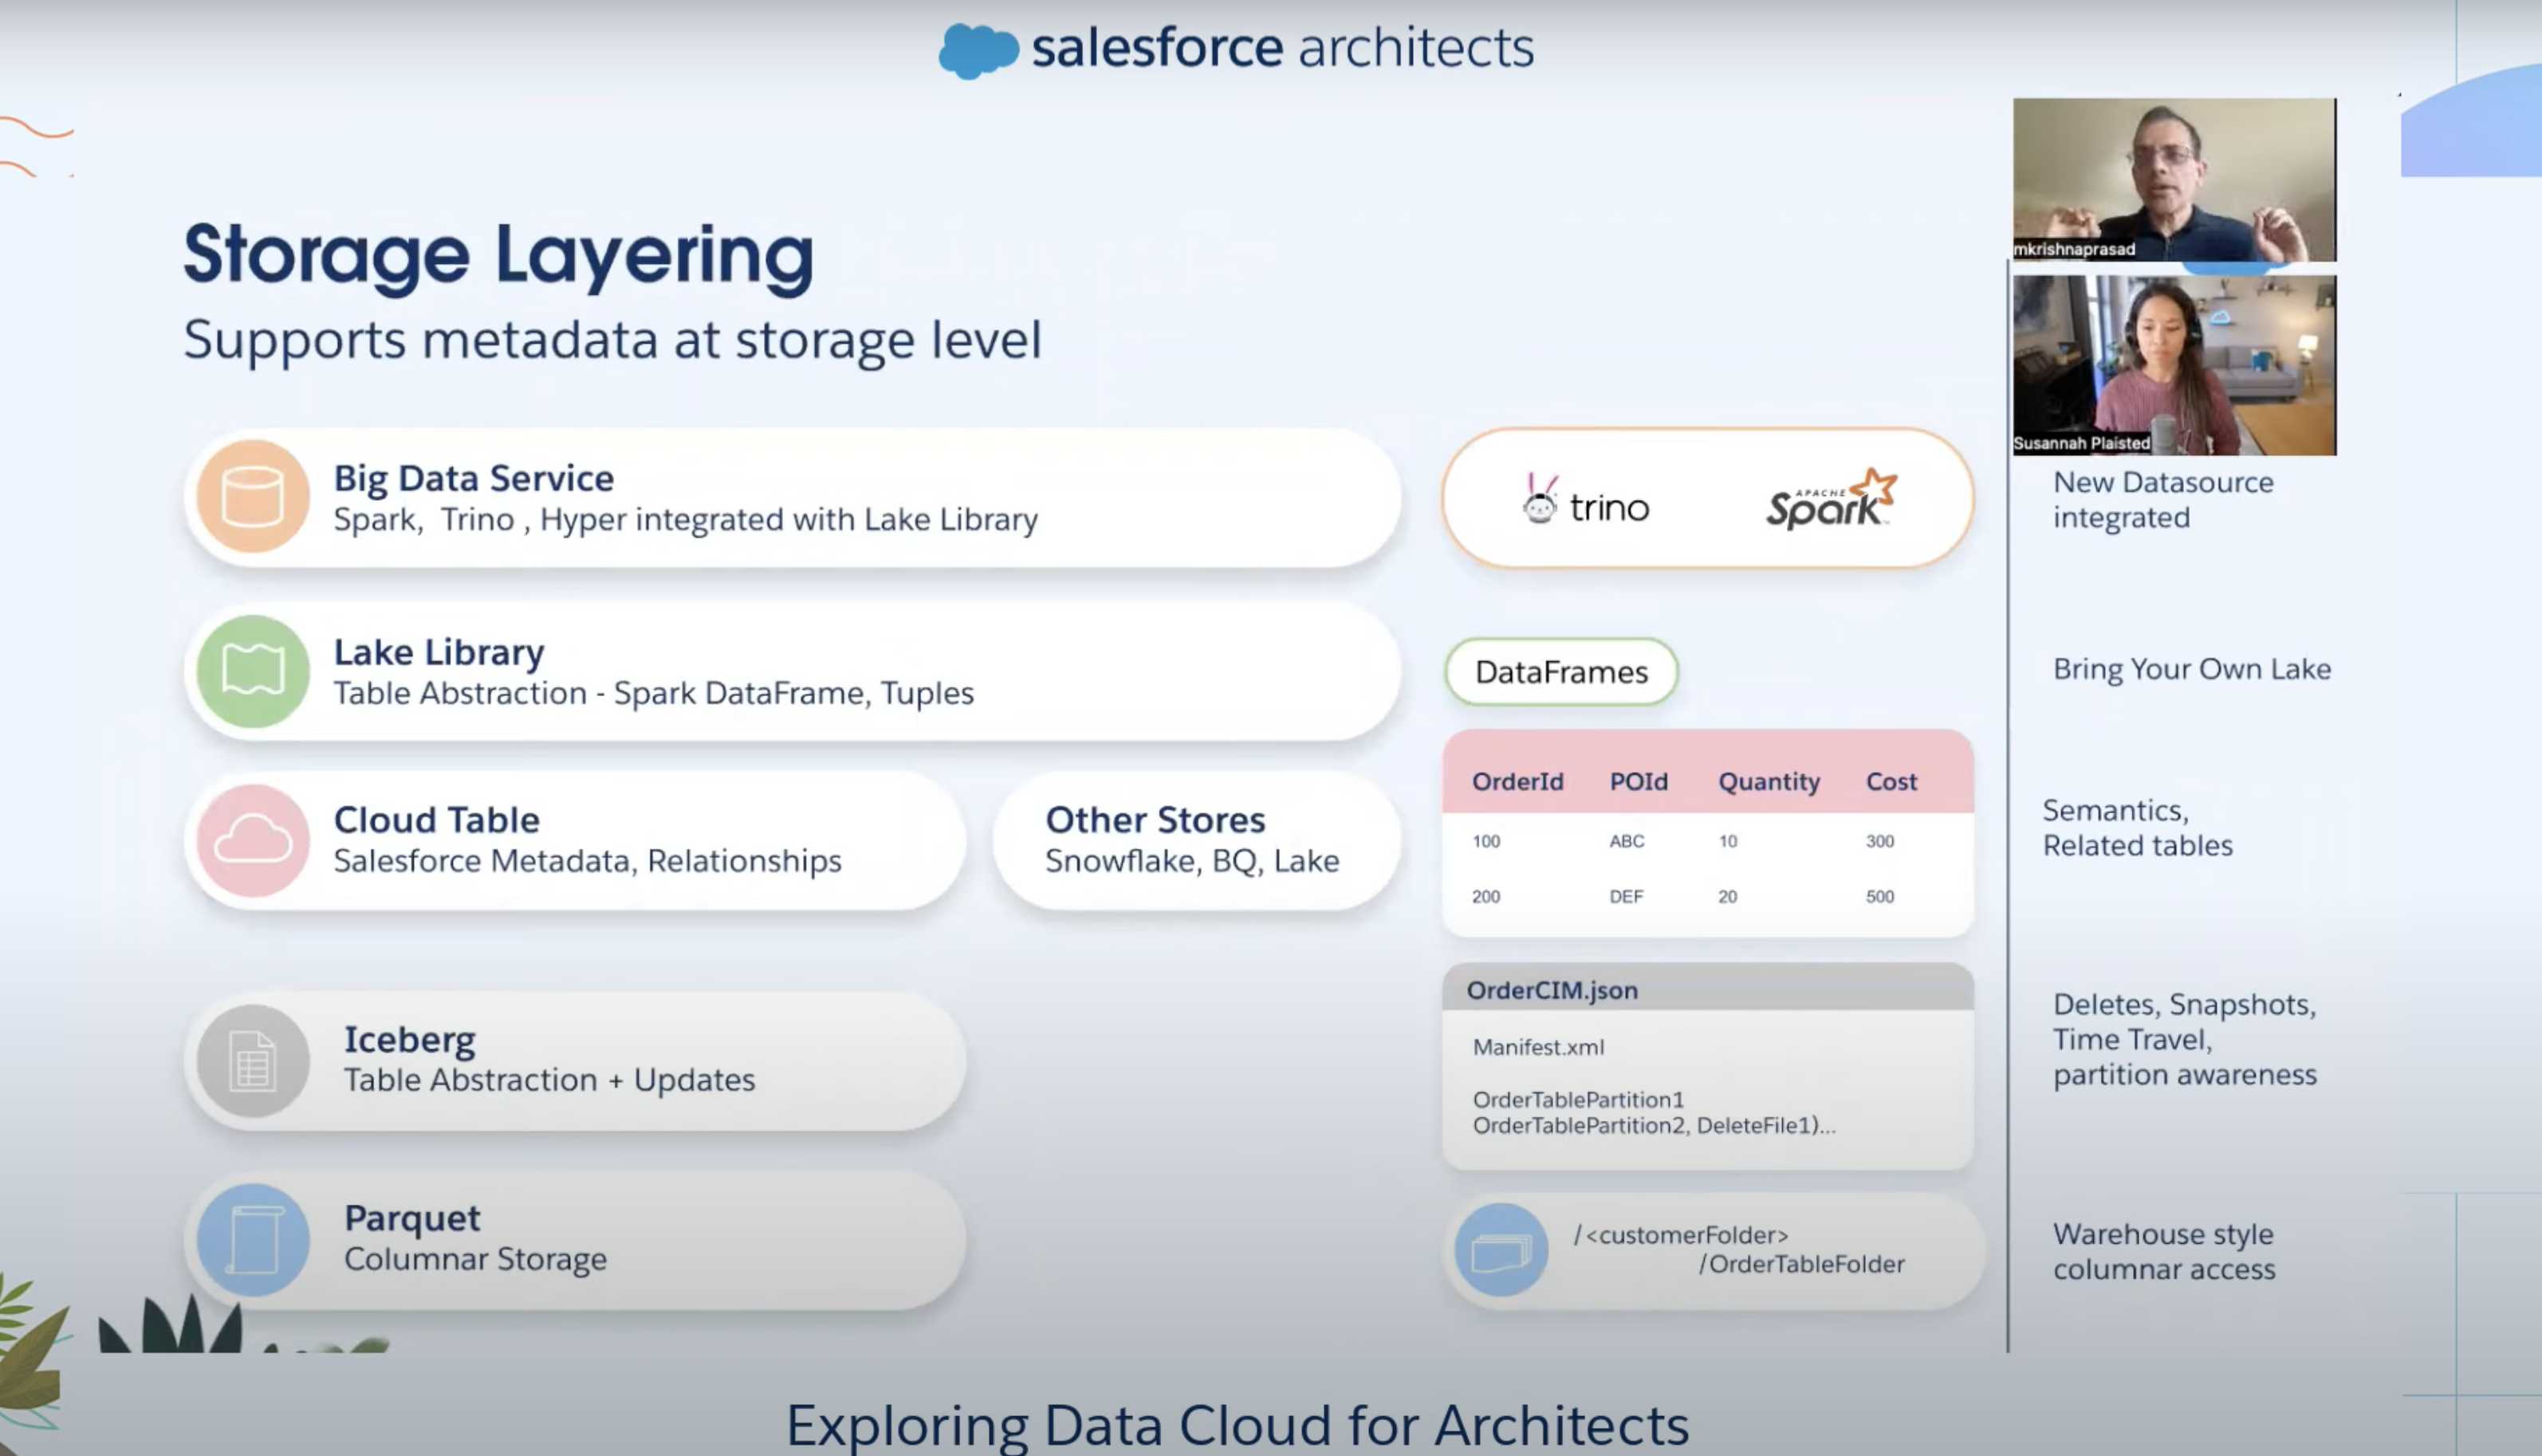 salesforce architects
mkrishnaprasad
Susannah Plaisted
Storage Layering
Supports metadata at storage level
Big Data Service
Spark,  Trino , Hyper integrated with Lake Library
trino
APACHE
Spark™
New Datasource
integrated
Lake Library
Table Abstraction - Spark DataFrame, Tuples
DataFrames
Bring Your Own Lake
Cloud Table
Salesforce Metadata, Relationships
Other Stores
Snowflake, BQ, Lake
OrderId POId Quantity Cost
100 ABC 10 300
200 DEF 20 500
Semantics,
Related tables
Iceberg
Table Abstraction + Updates
OrderCIM.json
Manifest.xml
OrderTablePartition1
OrderTablePartition2, DeleteFile1)...
Deletes, Snapshots,
Time Travel,
partition awareness
Parquet
Columnar Storage
/<customerFolder>
/OrderTableFolder
Warehouse style
columnar access
Exploring Data Cloud for Architects